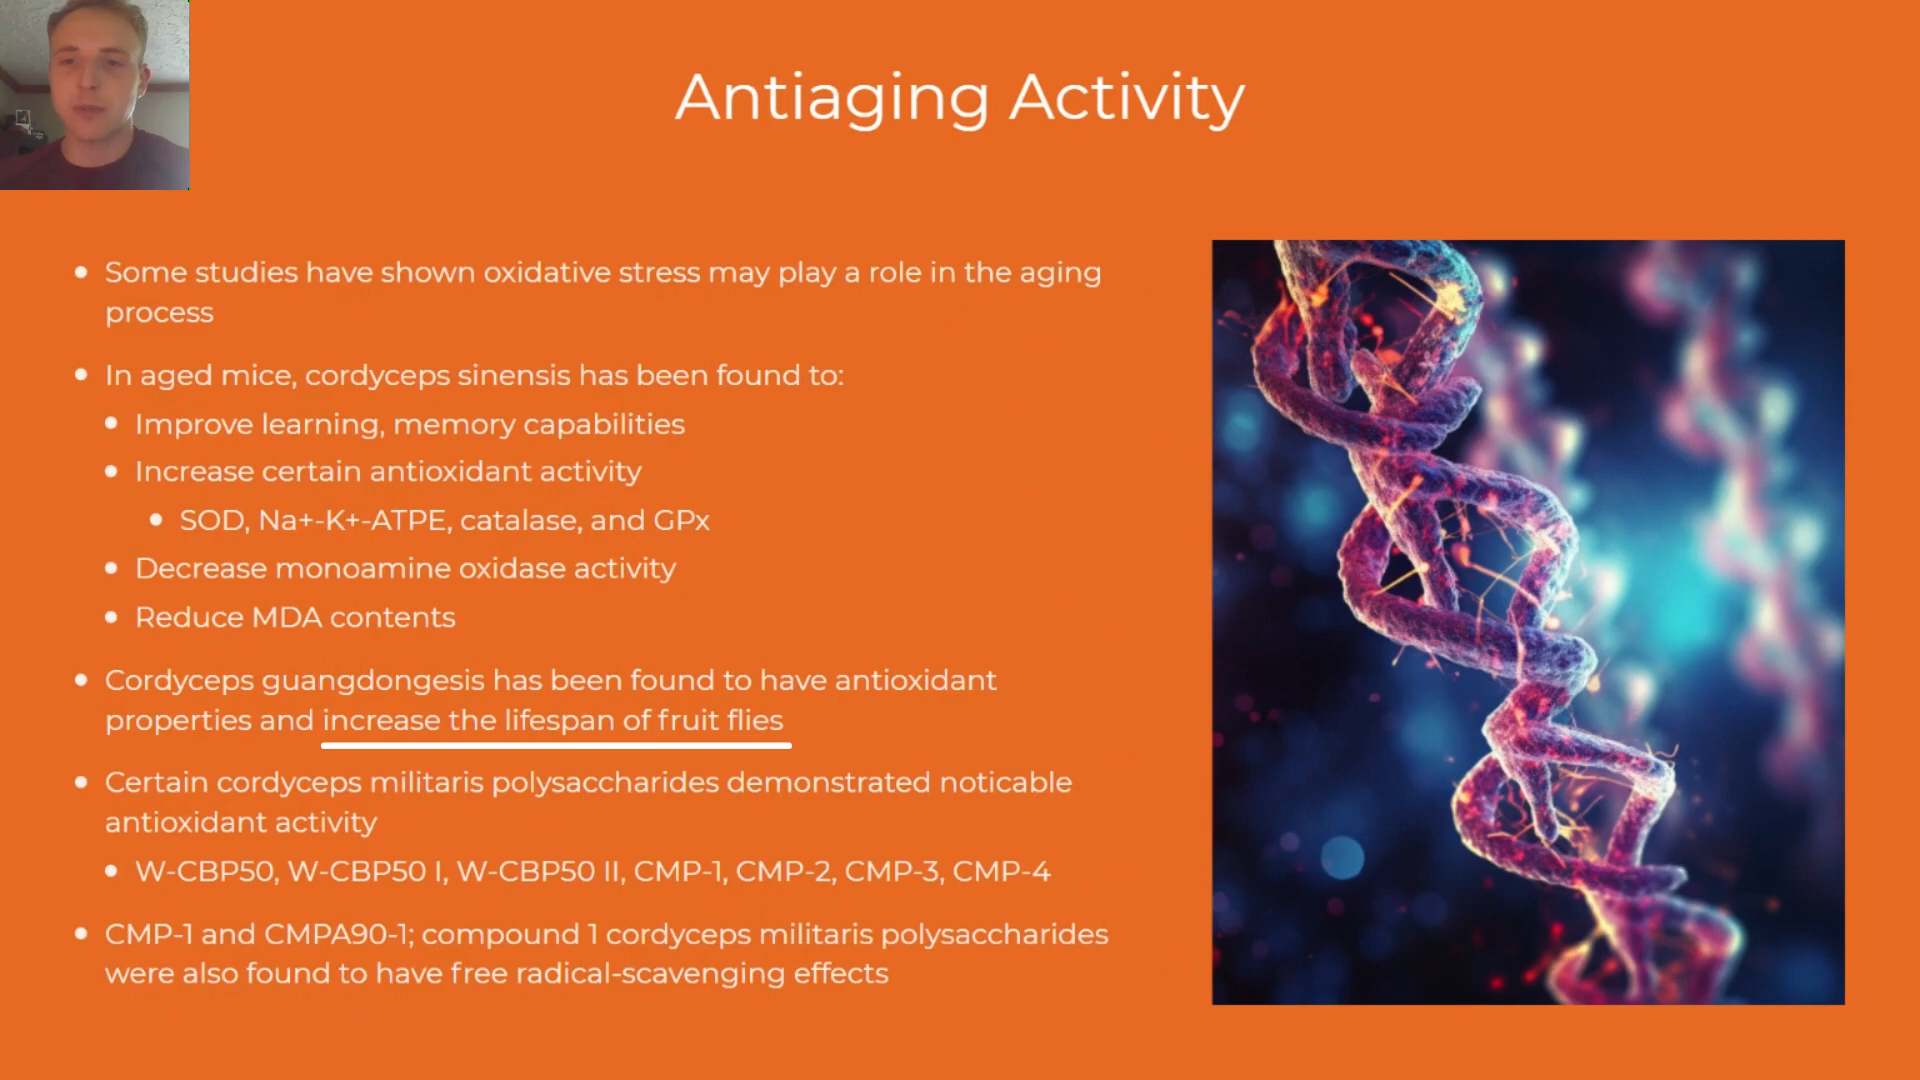 Antiaging Activity
Some studies have shown oxidative stress may play a role in the aging
process
In aged mice, cordyceps sinensis has been found to:
Improve learning, memory capabilities
Increase certain antioxidant activity
SOD, Na+-K+-ATPE, catalase, and GPx
Decrease monoamine oxidase activity
Reduce MDA contents
Cordyceps guangdongesis has been found to have antioxidant
properties and increase the lifespan of fruit flies
Certain cordyceps militaris polysaccharides demonstrated noticable
antioxidant activity
W-CBP50, W-CBP50 I, W-CBP50 II, CMP-1, CMP-2, CMP-3, CMP-4
CMP-1 and CMPA90-1; compound 1 cordyceps militaris polysaccharides
were also found to have free radical-scavenging effects